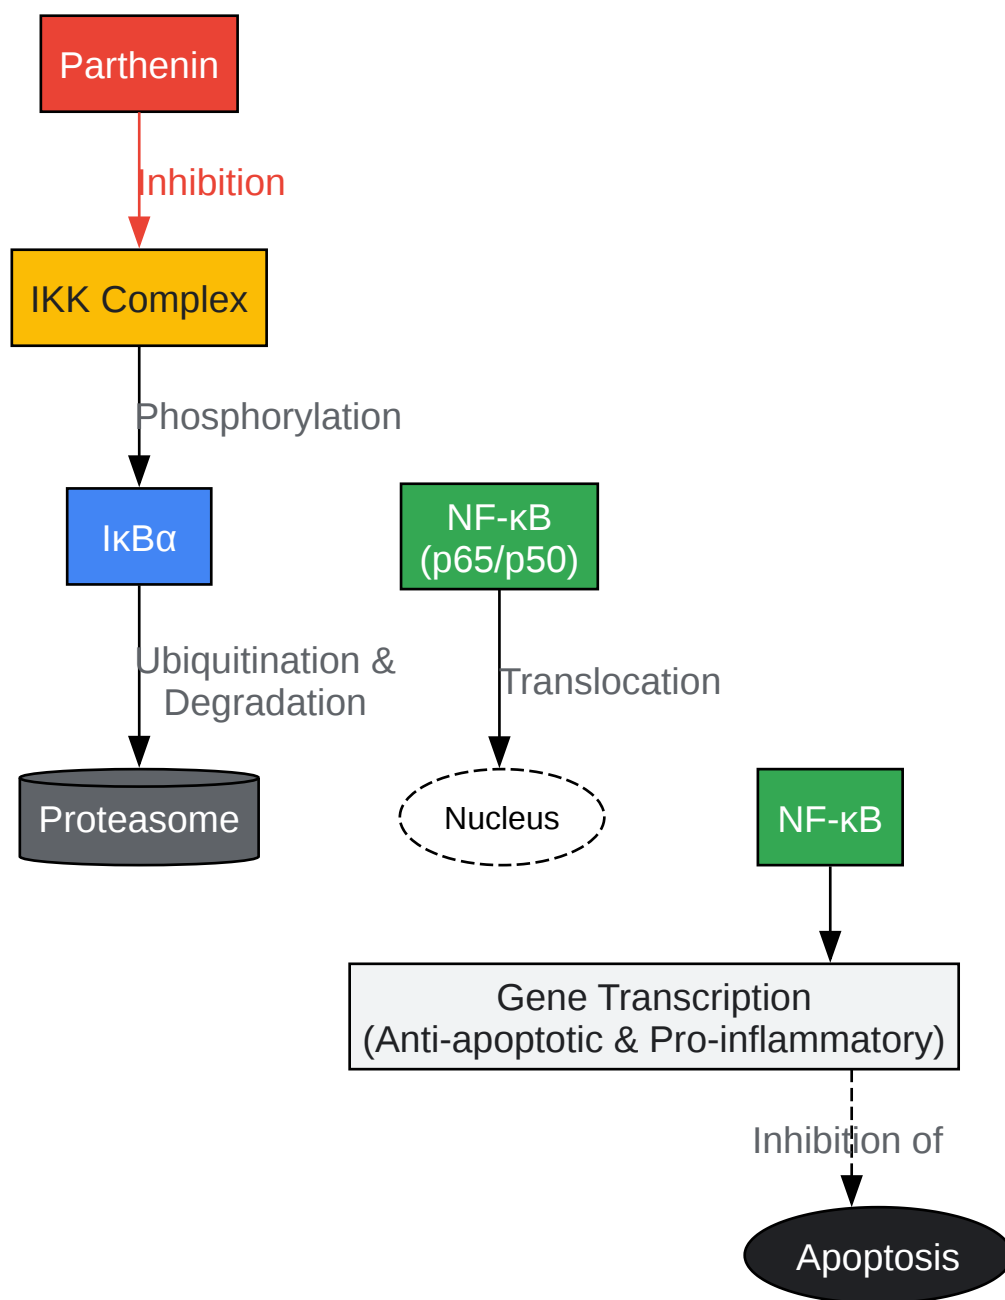 Parthenin
Inhibition
IKK Complex
Phosphorylation
IκBα
NF-κB
(p65/p50)
Ubiquitination &
Degradation
Translocation
Proteasome
Nucleus
NF-κB
Gene Transcription
(Anti-apoptotic & Pro-inflammatory)
Inhibition of
Apoptosis